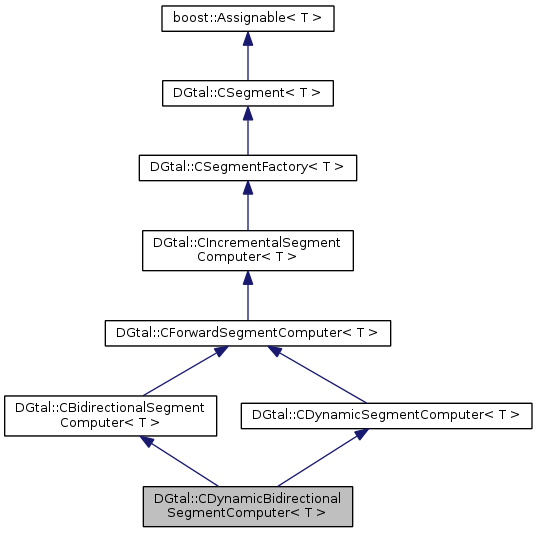 boost::Assignable< T >
DGtal::CSegment< T >
DGtal::CSegmentFactory< T >
DGtal::CIncrementalSegment
Computer< T >
DGtal::CForwardSegmentComputer< T >
DGtal::CBidirectionalSegment
Computer< T >
DGtal::CDynamicSegmentComputer< T >
DGtal::CDynamicBidirectional
SegmentComputer< T >